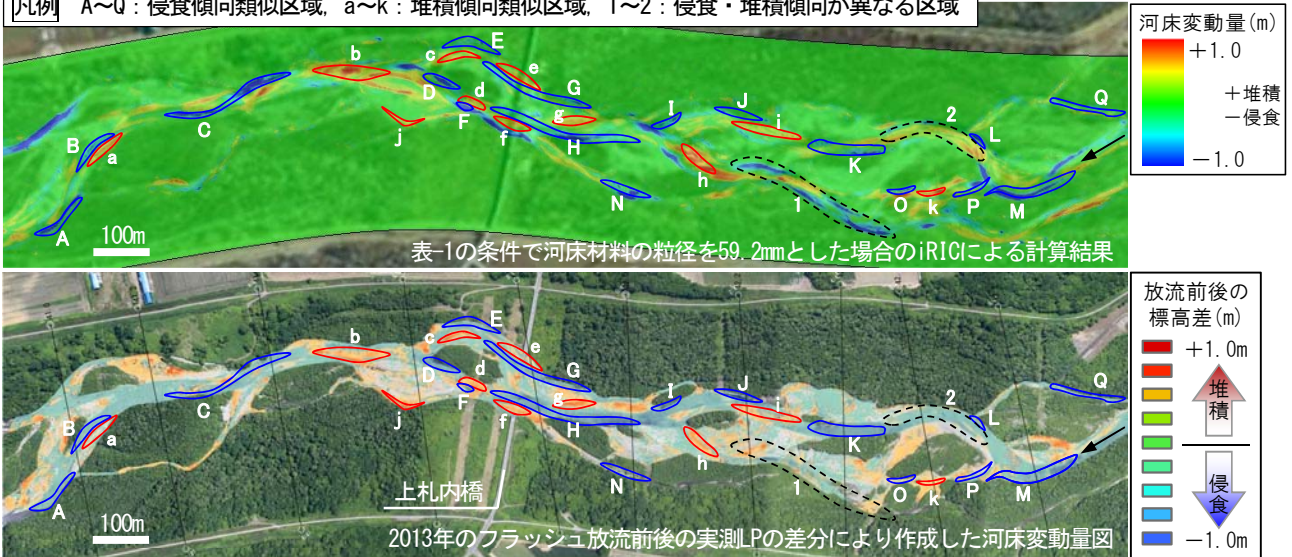 凡例 A~Q：侵食傾向類似区域，a~k：堆積傾向類似区域，1~2：侵食・堆積傾向が異なる区域
河床変動量(m)
+1.0
+堆積
-侵食
-1.0
E
c
b
e
D
d
G
F
C
j
f
g
H
I
J
i
2
L
Q
K
B
a
h
1
N
O
k
P
M
A
100m
表-1の条件で河床材料の粒径を59.2mmとした場合のiRICによる計算結果
放流前後の
標高差(m)
+1.0m
堆積
侵食
-1.0m
E
c
b
e
D
d
G
F
C
j
f
g
H
I
J
i
2
L
Q
K
B
a
h
1
N
O
k
P
M
A
上札内橋
100m
2013年のフラッシュ放流前後の実測LPの差分により作成した河床変動量図